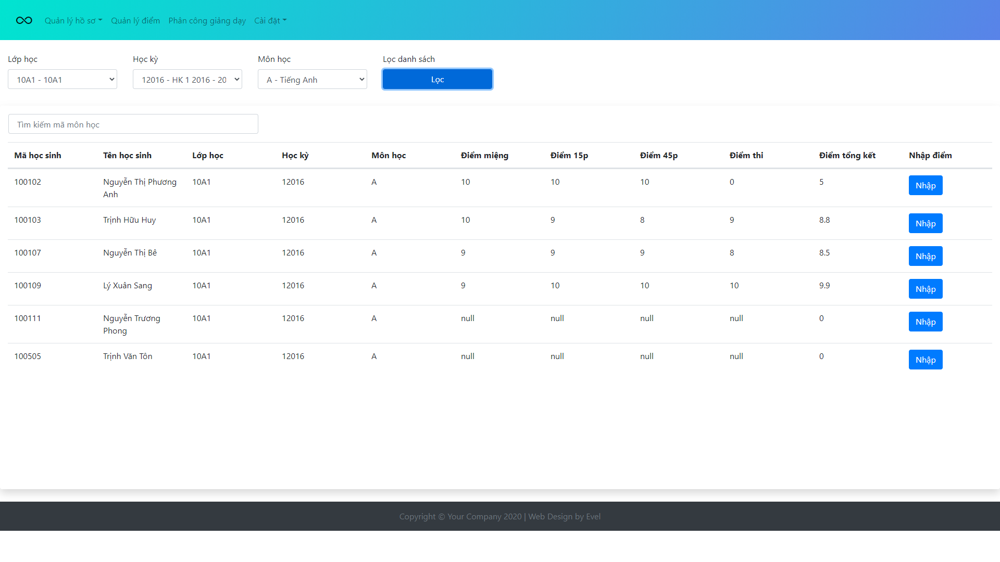 Quản lý hồ sơ Quản lý điểm Phân công giảng dạy Cài đặt
Lớp học Học kỳ Môn học Lọc danh sách
10A1 - 10A1 12016 - HK 1 2016 - 20 A - Tiếng Anh Lọc
Tìm kiếm mã môn học
Mã học sinh Tên học sinh Lớp học Học kỳ Môn học Điểm miệng Điểm 15p Điểm 45p Điểm thi Điểm tổng kết Nhập điểm
100102 Nguyễn Thị Phương 10A1 12016 A 10 10 10 0 5 Nhập
Anh
100103 Trịnh Hữu Huy 10A1 12016 A 10 9 8 9 8.8 Nhập
100107 Nguyễn Thị Bê 10A1 12016 A 9 9 9 8 8.5 Nhập
100109 Lý Xuân Sang 10A1 12016 A 9 10 10 10 9.9 Nhập
100111 Nguyễn Trương 10A1 12016 A null null null null 0 Nhập
Phong
100505 Trịnh Văn Tôn 10A1 12016 A null null null null 0 Nhập
Copyright © Your Company 2020 | Web Design by Evel